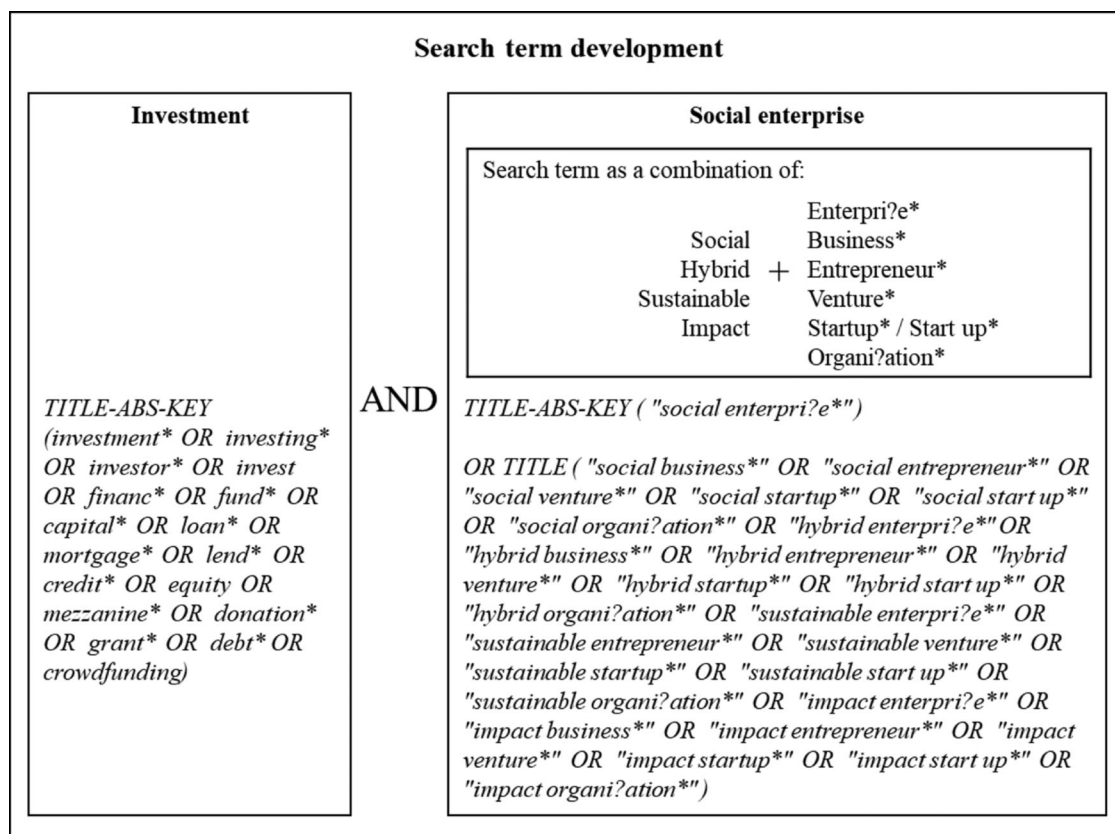 Search term development
Investment
TITLE-ABS-KEY
(investment* OR investing*
OR investor* OR invest
OR financ* OR fund* OR
capital* OR loan* OR
mortgage* OR lend* OR
credit* OR equity OR
mezzanine* OR donation*
OR grant* OR debt* OR
crowdfunding)
AND
Social enterprise
Search term as a combination of:
Social
Hybrid
Sustainable
Impact
+
Enterpri?e*
Business*
Entrepreneur*
Venture*
Startup* / Start up*
Organi?ation*
TITLE-ABS-KEY ( "social enterpri?e*")
OR TITLE ( "social business*" OR "social entrepreneur*" OR
"social venture*" OR "social startup*" OR "social start up*"
OR "social organi?ation*" OR "hybrid enterpri?e*" OR
"hybrid business*" OR "hybrid entrepreneur*" OR "hybrid
venture*" OR "hybrid startup*" OR "hybrid start up*" OR
"hybrid organi?ation*" OR "sustainable enterpri?e*" OR
"sustainable entrepreneur*" OR "sustainable venture*" OR
"sustainable startup*" OR "sustainable start up*" OR
"sustainable organi?ation*" OR "impact enterpri?e*" OR
"impact business*" OR "impact entrepreneur*" OR "impact
venture*" OR "impact startup*" OR "impact start up*" OR
"impact organi?ation*")